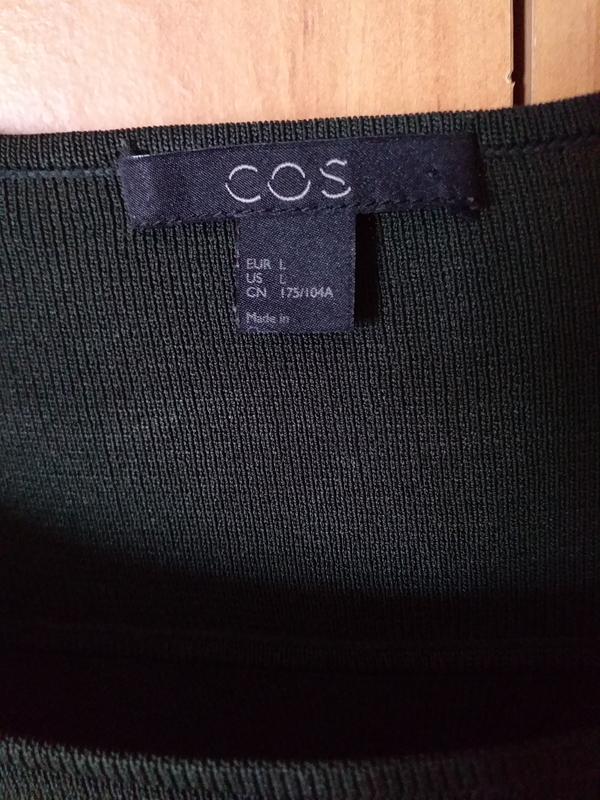 COS
EUR L
US L
CN 175/104A
Made in